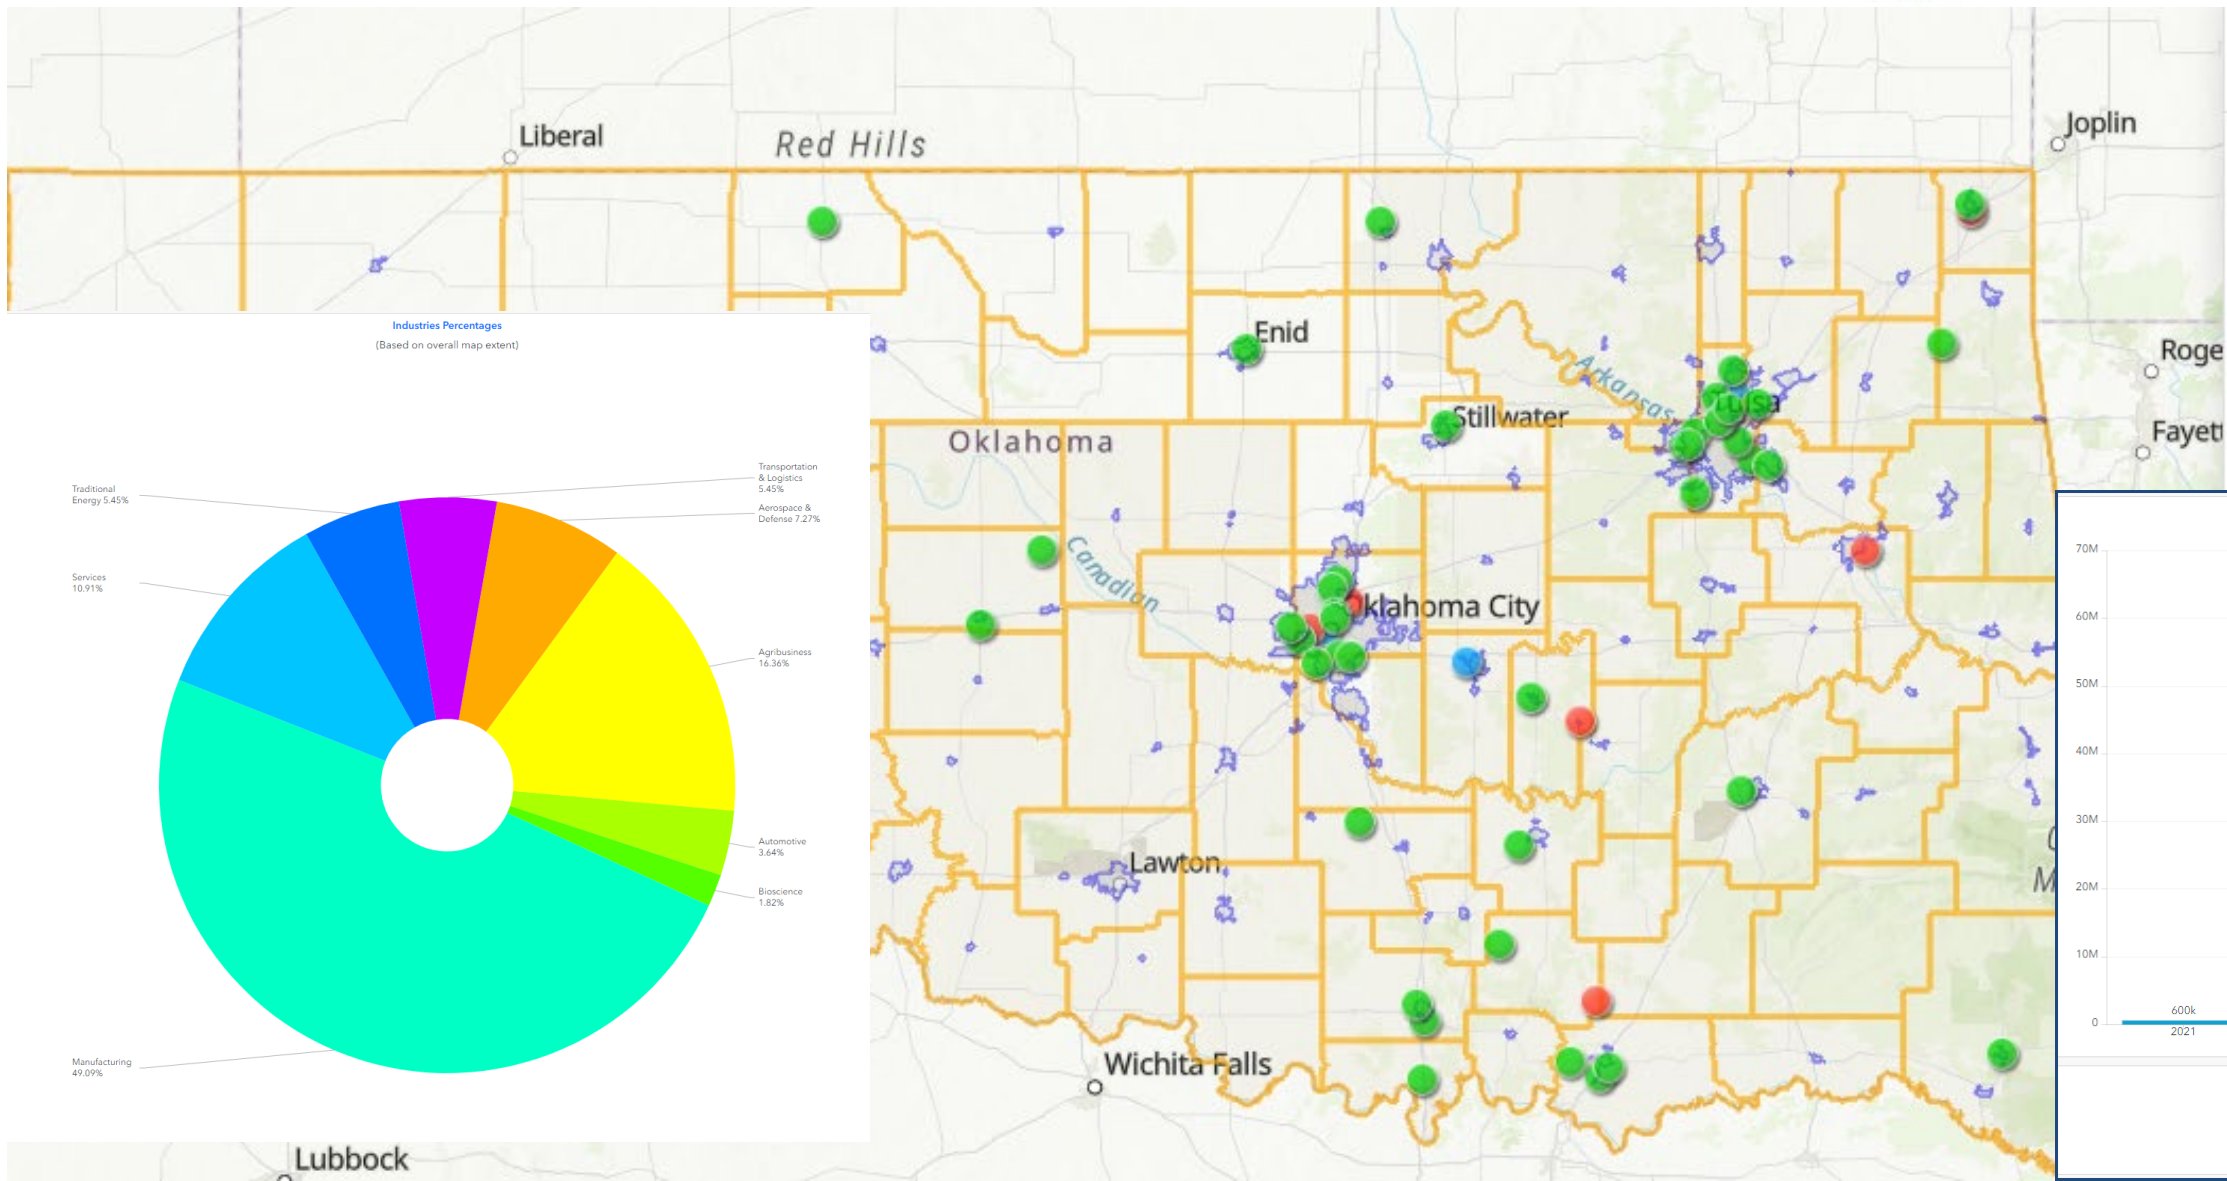 Liberal
Red Hills
Joplin
Industries Percentages
(Based on overall map extent)
Enid
Roge
Arkansas
Tulsa
Stillwater
Fayett
Oklahoma
Transportation
& Logistics
5.45%
Traditional
Energy 5.45%
Aerospace &
Defense 7.27%
Services
10.91%
Canadian
klahoma City
Agribusiness
16.36%
Automotive
3.64%
Bioscience
1.82%
Lawton
Manufacturing
49.09%
Wichita Falls
Lubbock
M
70M
60M
50M
40M
30M
20M
10M
0
600k
2021